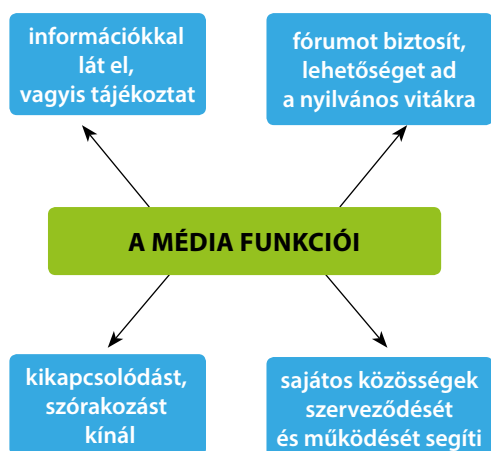 információkkal
lát el,
vagyis tájékoztat
fórumot biztosít,
lehetőséget ad
a nyilvános vitákra
A MÉDIA FUNKCIÓI
kikapcsolódást,
szórakozást
kínál
sajátos közösségek
szerveződését
és működését segíti